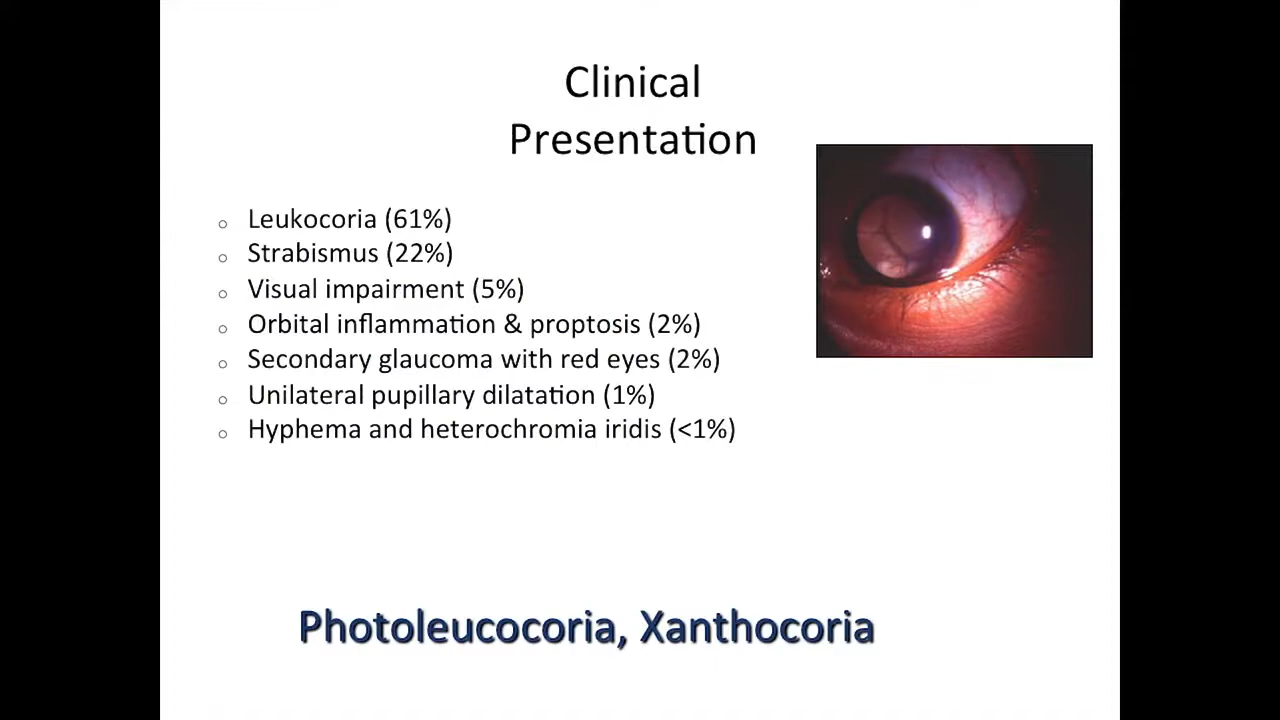 Clinical
Presentation
Leukocoria (61%)
Strabismus (22%)
Visual impairment (5%)
Orbital inflammation & proptosis (2%)
Secondary glaucoma with red eyes (2%)
Unilateral pupillary dilatation (1%)
Hyphema and heterochromia iridis (<1%)
Photoleucocoria, Xanthocoria